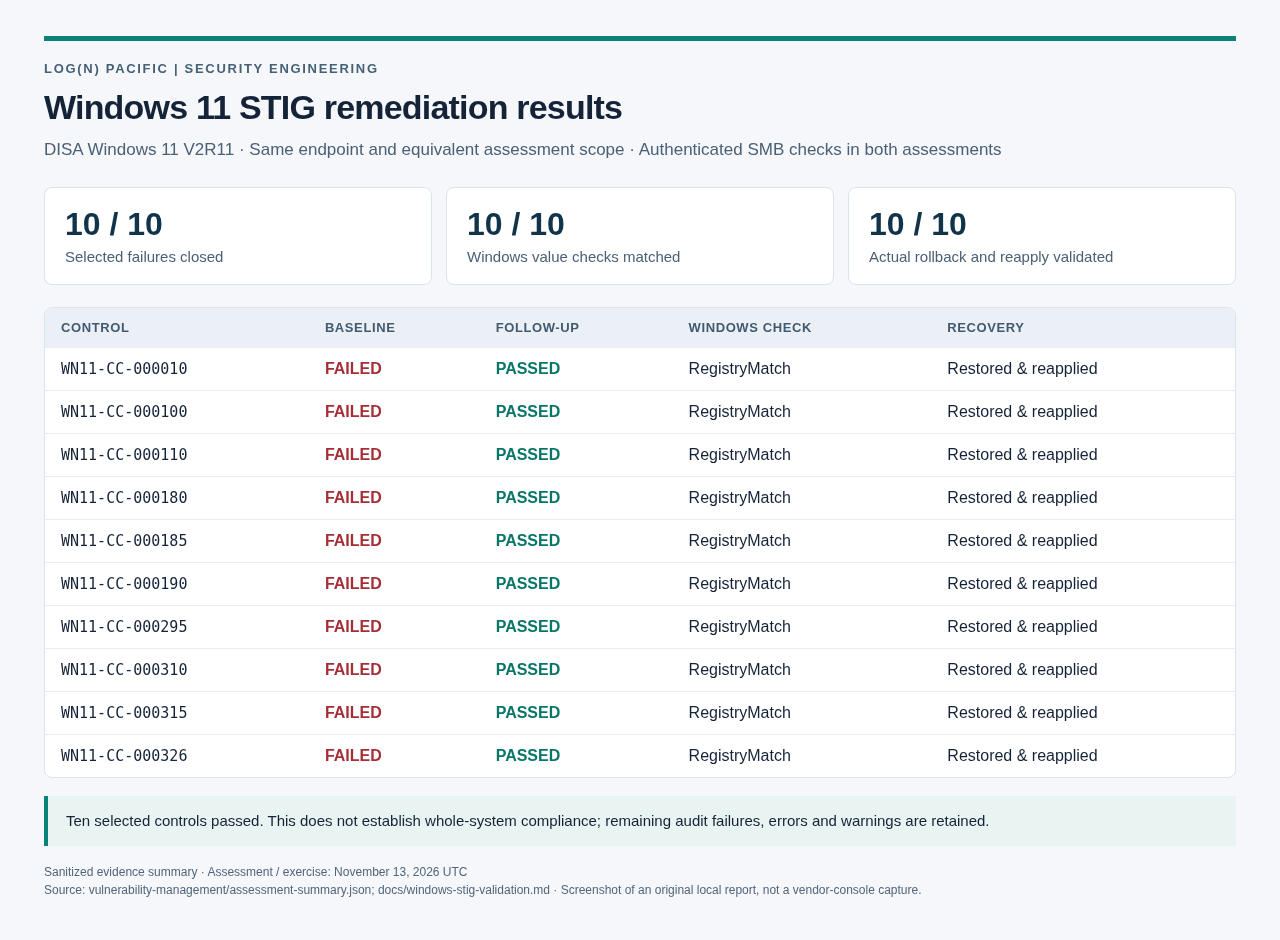 LOG(N) PACIFIC | SECURITY ENGINEERING
Windows 11 STIG remediation results
DISA Windows 11 V2R11 · Same endpoint and equivalent assessment scope · Authenticated SMB checks in both assessments
10 / 10
Selected failures closed
10 / 10
Windows value checks matched
10 / 10
Actual rollback and reapply validated
CONTROL BASELINE FOLLOW-UP WINDOWS CHECK RECOVERY
WN11-CC-000010 FAILED PASSED RegistryMatch Restored & reapplied
WN11-CC-000100 FAILED PASSED RegistryMatch Restored & reapplied
WN11-CC-000110 FAILED PASSED RegistryMatch Restored & reapplied
WN11-CC-000180 FAILED PASSED RegistryMatch Restored & reapplied
WN11-CC-000185 FAILED PASSED RegistryMatch Restored & reapplied
WN11-CC-000190 FAILED PASSED RegistryMatch Restored & reapplied
WN11-CC-000295 FAILED PASSED RegistryMatch Restored & reapplied
WN11-CC-000310 FAILED PASSED RegistryMatch Restored & reapplied
WN11-CC-000315 FAILED PASSED RegistryMatch Restored & reapplied
WN11-CC-000326 FAILED PASSED RegistryMatch Restored & reapplied
Ten selected controls passed. This does not establish whole-system compliance; remaining audit failures, errors and warnings are retained.
Sanitized evidence summary · Assessment / exercise: November 13, 2026 UTC
Source: vulnerability-management/assessment-summary.json; docs/windows-stig-validation.md · Screenshot of an original local report, not a vendor-console capture.